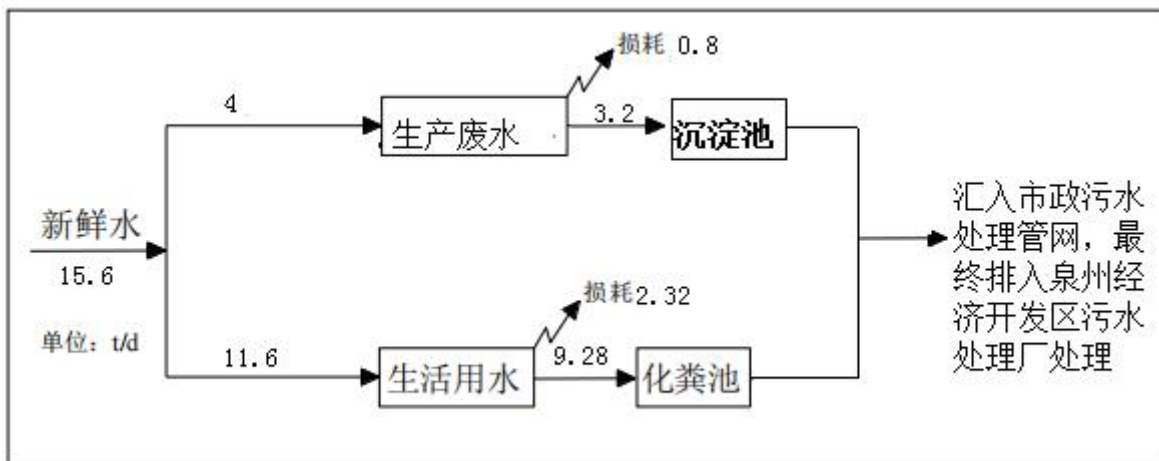 损耗 0.8
4
生产废水
3.2
沉淀池
新鲜水
15.6
单位：t/d
汇入市政污水
处理管网，最
终排入泉州经
济开发区污水
处理厂处理
损耗2.32
11.6
生活用水
9.28
化粪池